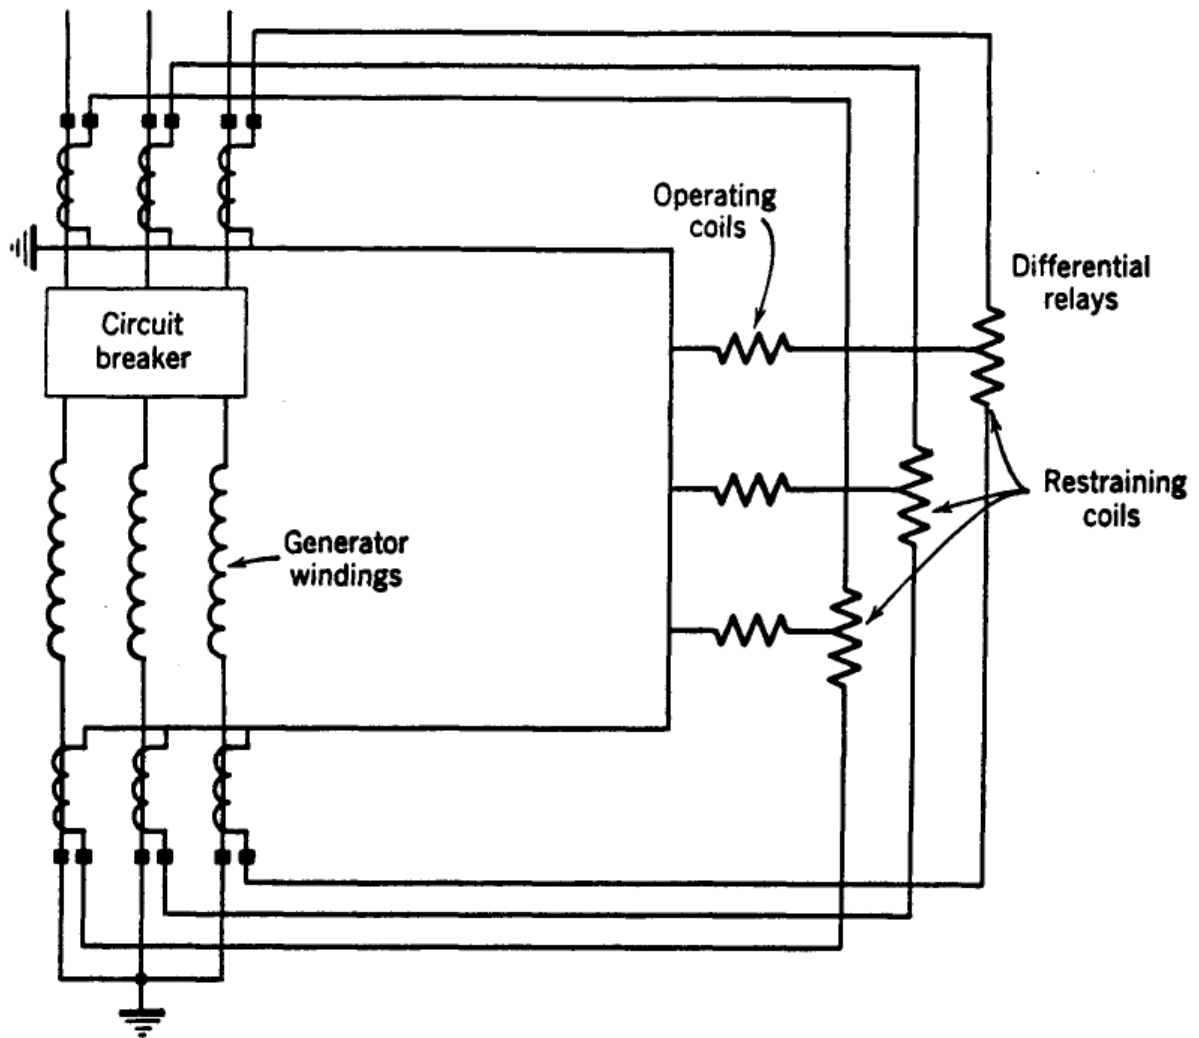 Operating
coils
Differential
relays
Circuit
breaker
Restraining
coils
Generator
windings